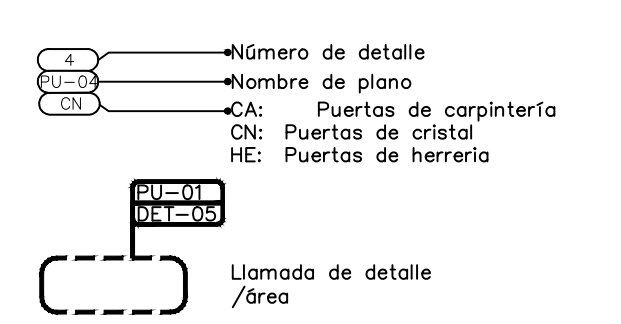 4
Número de detalle
PU-04
Nombre de plano
CN
CA: Puertas de carpintería
CN: Puertas de cristal
HE: Puertas de herreria
PU-01
DET-05
Llamada de detalle
/área